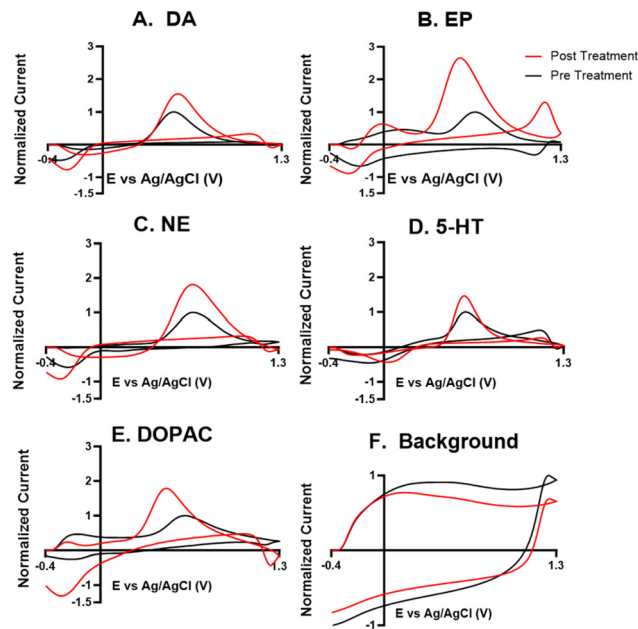 A. DA
3
2
1
-1
-1.5
-0.4
1.3
Normalized Current
E vs Ag/AgCl (V)
B. EP
3
2
1
-1
-1.5
-0.4
1.3
Normalized Current
E vs Ag/AgCl (V)
Post Treatment
Pre Treatment
C. NE
3
2
1
-1
-1.5
-0.4
1.3
Normalized Current
E vs Ag/AgCl (V)
D. 5-HT
3
2
1
-1
-1.5
-0.4
1.3
Normalized Current
E vs Ag/AgCl (V)
E. DOPAC
3
2
1
-1
-1.5
-0.4
1.3
Normalized Current
E vs Ag/AgCl (V)
F. Background
1
-1
-0.4
1.3
Normalized Current
E vs Ag/AgCl (V)